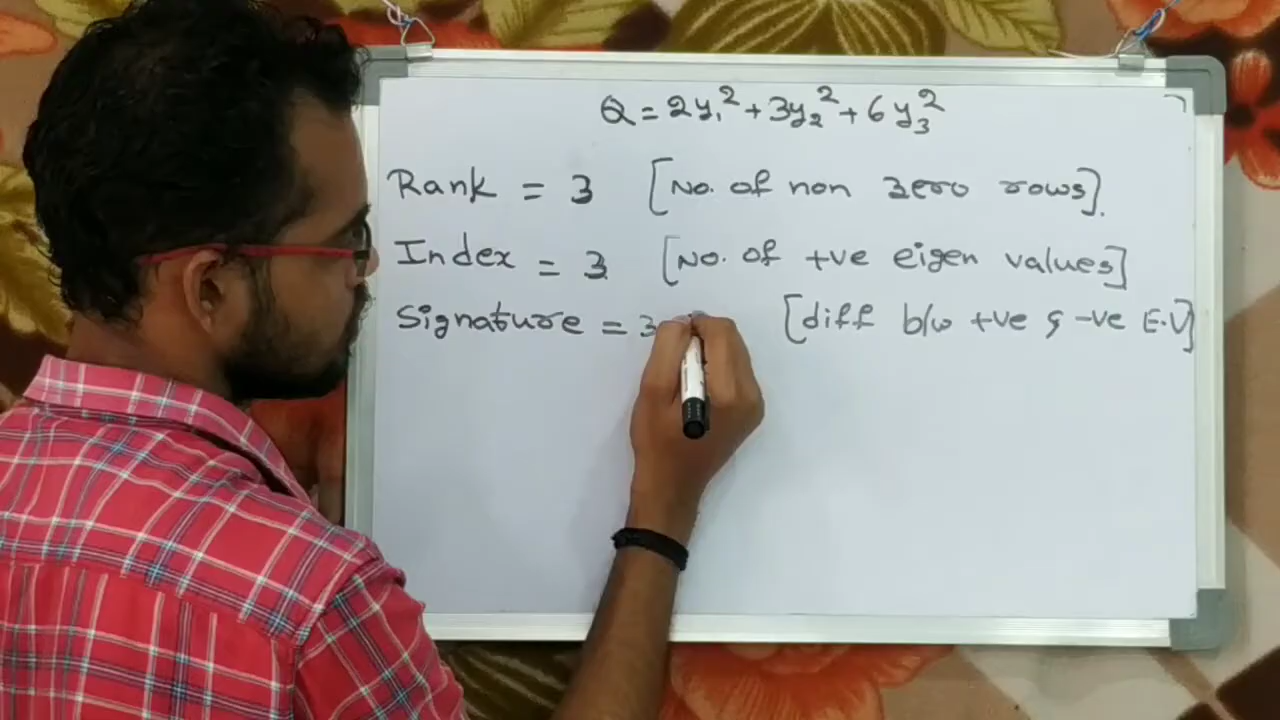 Q = 2y₁² + 3y₂² + 6y₃²
Rank = 3 [No. of non zero rows].
Index = 3 [No. of +ve eigen values]
Signature = 3 [diff b/w +ve & -ve E.V]